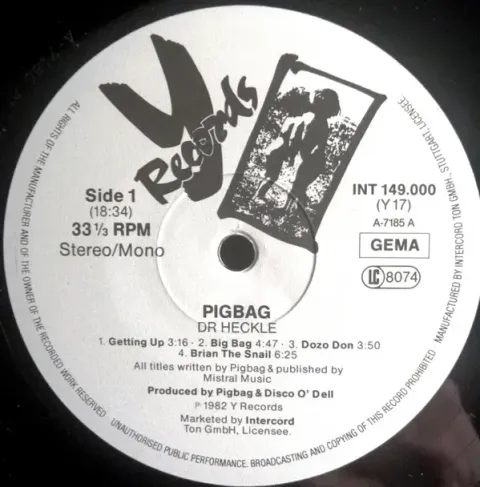 Y Records
Side 1
(18:34)
33 ⅓ RPM
Stereo/Mono
INT 149.000
(Y 17)
A-7185 A
GEMA
LC 8074
PIGBAG
DR HECKLE
1. Getting Up 3:16 · 2. Big Bag 4:47 · 3. Dozo Don 3:50
4. Brian The Snail 6:25
All titles written by Pigbag & published by
Mistral Music
Produced by Pigbag & Disco O' Dell
℗ 1982 Y Records
Marketed by Intercord
Ton GmbH, Licensee.
ALL RIGHTS OF THE MANUFACTURER AND OF THE OWNER OF THE RECORDED WORK RESERVED
UNAUTHORISED PUBLIC PERFORMANCE. BROADCASTING AND COPYING OF THIS RECORD PROHIBITED
MANUFACTURED BY INTERCORD TON GMBH., STUTTGART, LICENSEE.